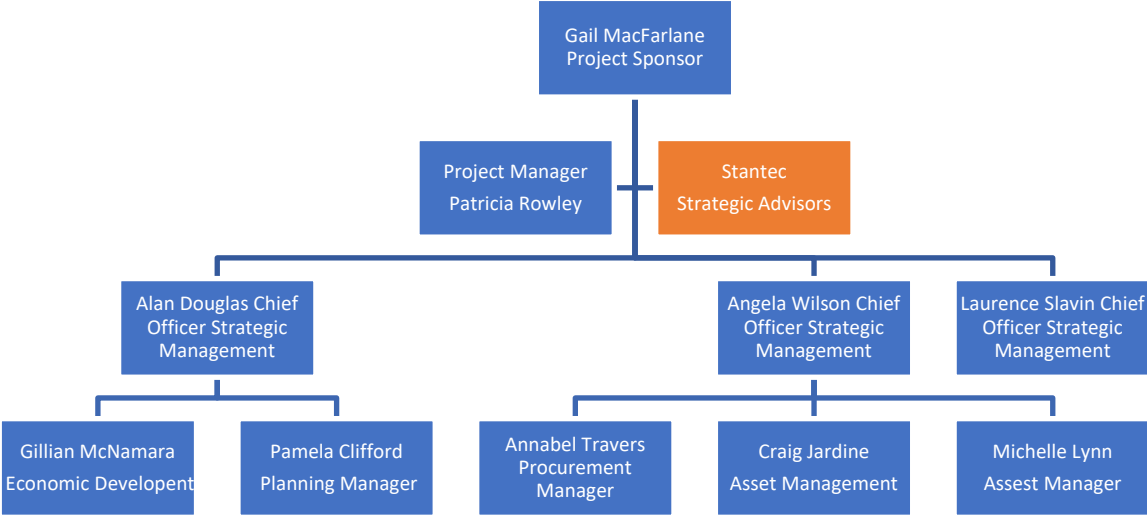 Gail MacFarlane
Project Sponsor
Project Manager
Patricia Rowley
Stantec
Strategic Advisors
Alan Douglas Chief
Officer Strategic
Management
Angela Wilson Chief
Officer Strategic
Management
Laurence Slavin Chief
Officer Strategic
Management
Gillian McNamara
Economic Developent
Pamela Clifford
Planning Manager
Annabel Travers
Procurement
Manager
Craig Jardine
Asset Management
Michelle Lynn
Assest Manager